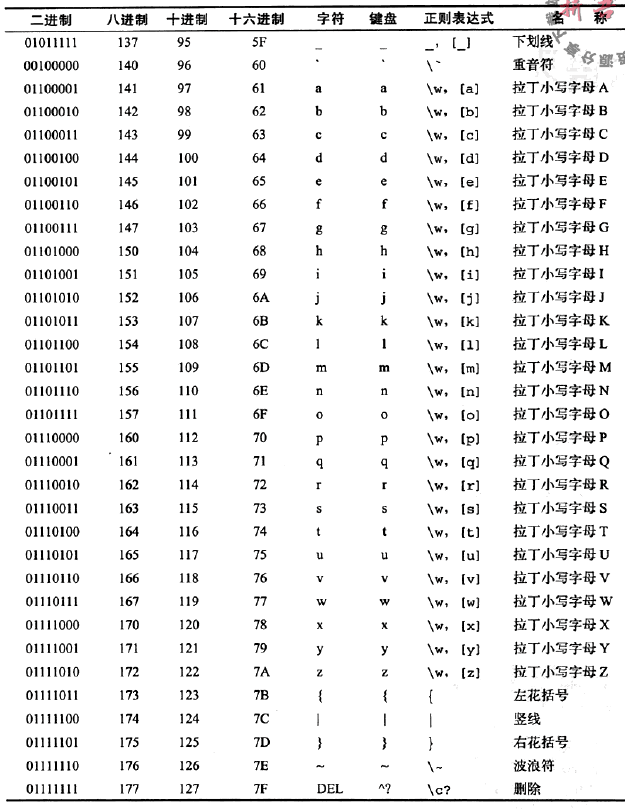 二进制 八进制 十进制 十六进制 字符 键盘 正则表达式 名 称
01011111 137 95 5F _ _ _, [_] 下划线
00100000 140 96 60 ` ` \` 重音符
01100001 141 97 61 a a \w, [a] 拉丁小写字母A
01100010 142 98 62 b b \w, [b] 拉丁小写字母B
01100011 143 99 63 c c \w, [c] 拉丁小写字母C
01100100 144 100 64 d d \w, [d] 拉丁小写字母D
01100101 145 101 65 e e \w, [e] 拉丁小写字母E
01100110 146 102 66 f f \w, [f] 拉丁小写字母F
01100111 147 103 67 g g \w, [g] 拉丁小写字母G
01101000 150 104 68 h h \w, [h] 拉丁小写字母H
01101001 151 105 69 i i \w, [i] 拉丁小写字母I
01101010 152 106 6A j j \w, [j] 拉丁小写字母J
01101011 153 107 6B k k \w, [k] 拉丁小写字母K
01101100 154 108 6C l l \w, [l] 拉丁小写字母L
01101101 155 109 6D m m \w, [m] 拉丁小写字母M
01101110 156 110 6E n n \w, [n] 拉丁小写字母N
01101111 157 111 6F o o \w, [o] 拉丁小写字母O
01110000 160 112 70 p p \w, [p] 拉丁小写字母P
01110001 161 113 71 q q \w, [q] 拉丁小写字母Q
01110010 162 114 72 r r \w, [r] 拉丁小写字母R
01110011 163 115 73 s s \w, [s] 拉丁小写字母S
01110100 164 116 74 t t \w, [t] 拉丁小写字母T
01110101 165 117 75 u u \w, [u] 拉丁小写字母U
01110110 166 118 76 v v \w, [v] 拉丁小写字母V
01110111 167 119 77 w w \w, [w] 拉丁小写字母W
01111000 170 120 78 x x \w, [x] 拉丁小写字母X
01111001 171 121 79 y y \w, [y] 拉丁小写字母Y
01111010 172 122 7A z z \w, [z] 拉丁小写字母Z
01111011 173 123 7B { { { 左花括号
01111100 174 124 7C | | | 竖线
01111101 175 125 7D } } } 右花括号
01111110 176 126 7E ~ ~ \~ 波浪符
01111111 177 127 7F DEL ^? \c? 删除